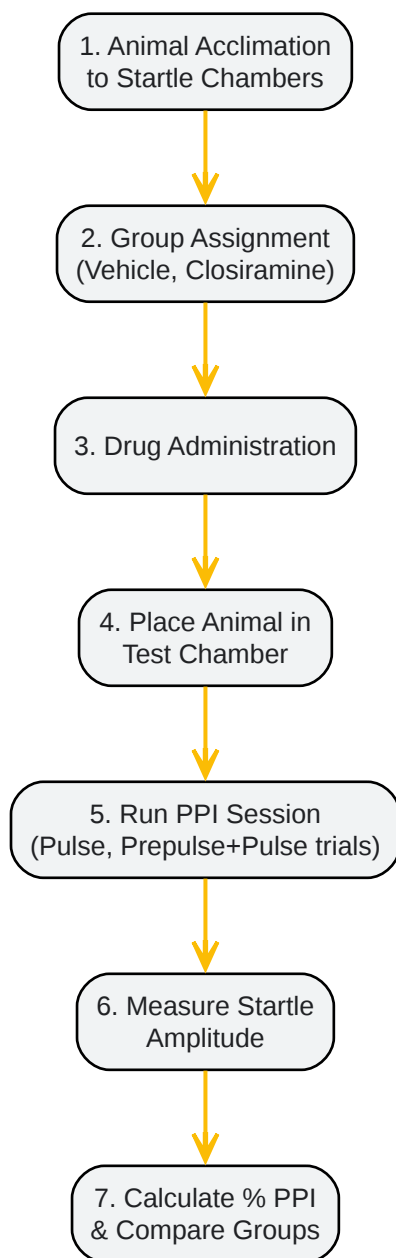 1. Animal Acclimation
to Startle Chambers
2. Group Assignment
(Vehicle, Closiramine)
3. Drug Administration
4. Place Animal in
Test Chamber
5. Run PPI Session
(Pulse, Prepulse+Pulse trials)
6. Measure Startle
Amplitude
7. Calculate % PPI
& Compare Groups